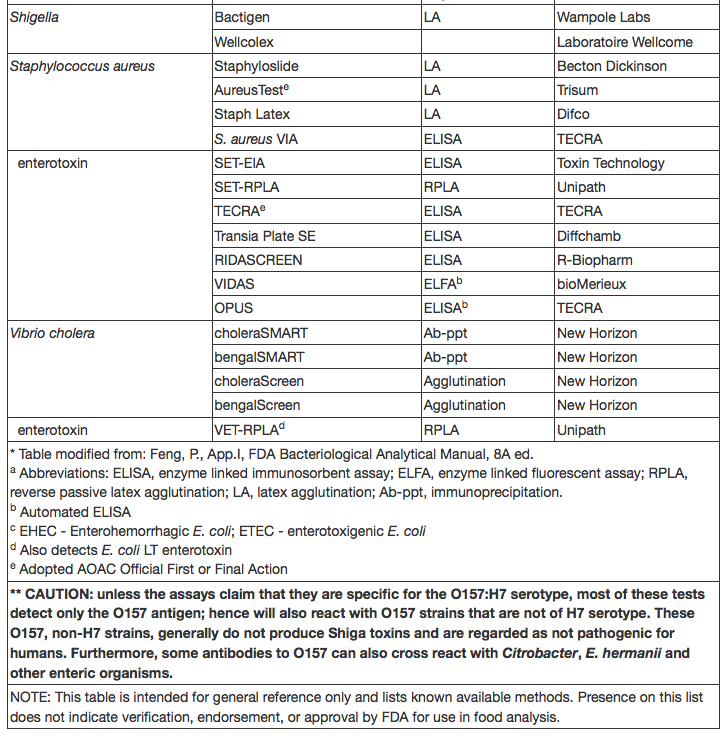 Shigella Bactigen LA Wampole Labs
Wellcolex Laboratoire Wellcome
Staphylococcus aureus Staphyloslide LA Becton Dickinson
AureusTestᵉ LA Trisum
Staph Latex LA Difco
S. aureus VIA ELISA TECRA
enterotoxin SET-EIA ELISA Toxin Technology
SET-RPLA RPLA Unipath
TECRAᵉ ELISA TECRA
Transia Plate SE ELISA Diffchamb
RIDASCREEN ELISA R-Biopharm
VIDAS ELFAᵇ bioMerieux
OPUS ELISAᵇ TECRA
Vibrio cholera choleraSMART Ab-ppt New Horizon
bengalSMART Ab-ppt New Horizon
choleraScreen Agglutination New Horizon
bengalScreen Agglutination New Horizon
enterotoxin VET-RPLAᵈ RPLA Unipath
* Table modified from: Feng, P., App.I, FDA Bacteriological Analytical Manual, 8A ed.
ᵃ Abbreviations: ELISA, enzyme linked immunosorbent assay; ELFA, enzyme linked fluorescent assay; RPLA,
reverse passive latex agglutination; LA, latex agglutination; Ab-ppt, immunoprecipitation.
ᵇ Automated ELISA
ᶜ EHEC - Enterohemorrhagic E. coli; ETEC - enterotoxigenic E. coli
ᵈ Also detects E. coli LT enterotoxin
ᵉ Adopted AOAC Official First or Final Action
** CAUTION: unless the assays claim that they are specific for the O157:H7 serotype, most of these tests
detect only the O157 antigen; hence will also react with O157 strains that are not of H7 serotype. These
O157, non-H7 strains, generally do not produce Shiga toxins and are regarded as not pathogenic for
humans. Furthermore, some antibodies to O157 can also cross react with Citrobacter, E. hermanii and
other enteric organisms.
NOTE: This table is intended for general reference only and lists known available methods. Presence on this list
does not indicate verification, endorsement, or approval by FDA for use in food analysis.